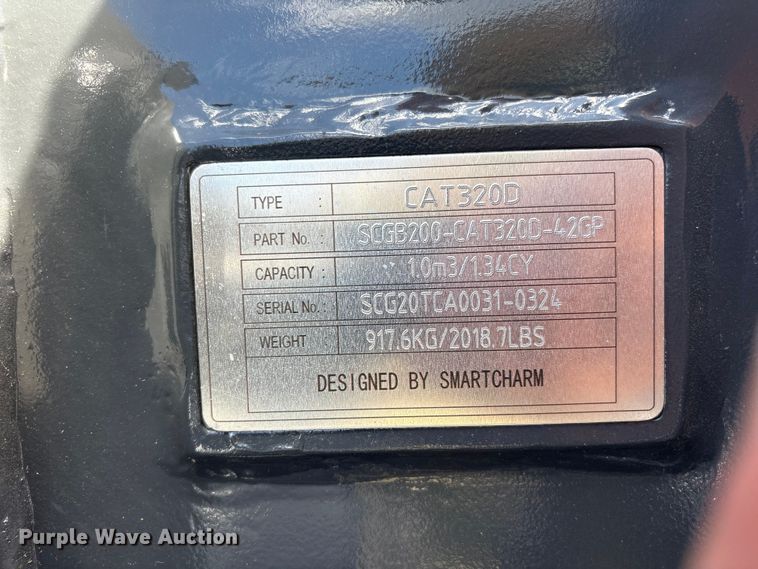 TYPE : CAT320D
PART No. : SCGB200-CAT320D-42GP
CAPACITY : 1.0m3/1.34CY
SERIAL No. : SCG20TCA0031-0324
WEIGHT : 917.6KG/2018.7LBS
DESIGNED BY SMARTCHARM
Purple Wave Auction®